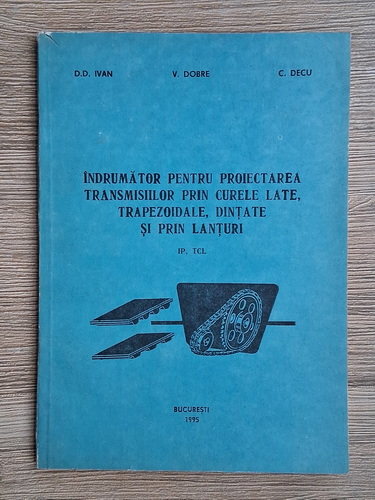 D.D. IVAN V. DOBRE C. DECU
ÎNDRUMĂTOR PENTRU PROIECTAREA
TRANSMISIILOR PRIN CURELE LATE,
TRAPEZOIDALE, DINȚATE
ȘI PRIN LANȚURI
IP. TCL
BUCUREȘTI
1995